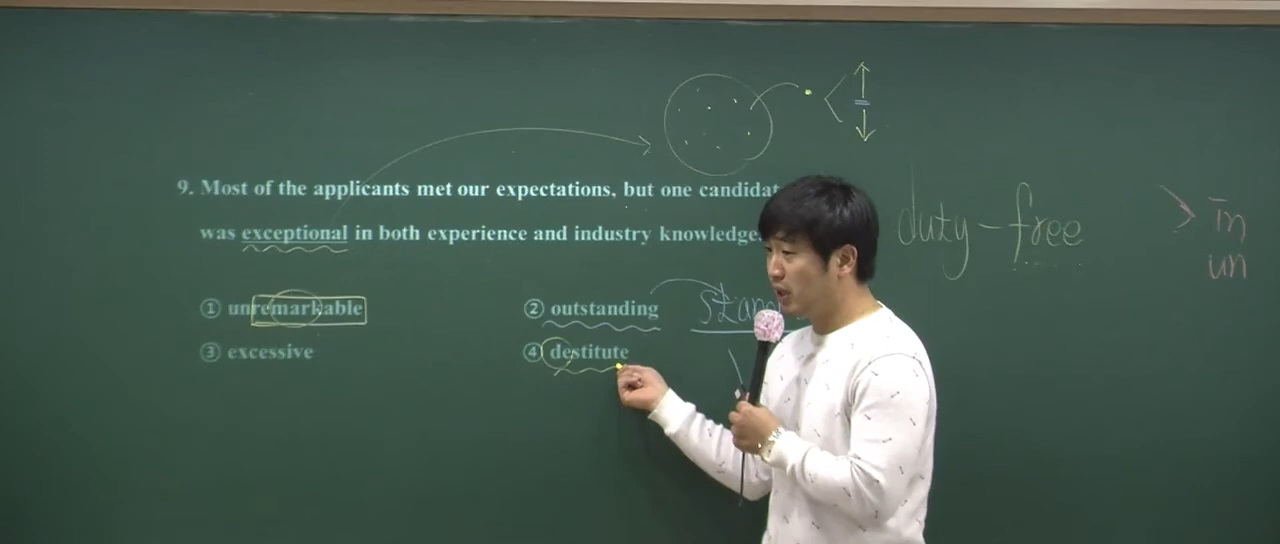 9. Most of the applicants met our expectations, but one candidat
was exceptional in both experience and industry knowledge.
① unremarkable
② outstanding
stan
③ excessive
④ destitute
duty-free
> in
un